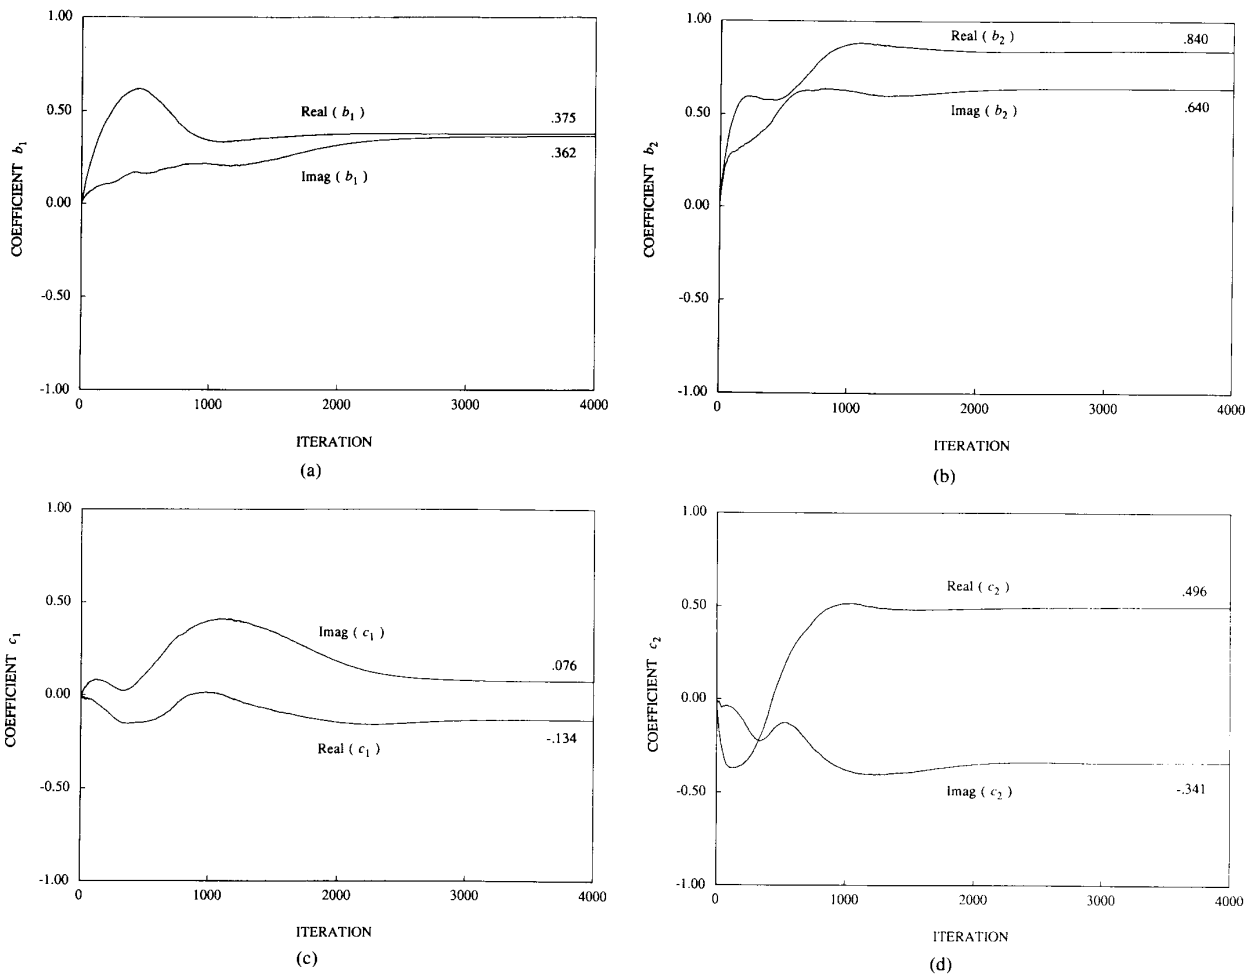 1.00
0.50
0.00
-0.50
-1.00
COEFFICIENT b₁
Real ( b₁ )
.375
.362
Imag ( b₁ )
0 1000 2000 3000 4000
ITERATION
(a)
1.00
0.50
0.00
-0.50
-1.00
COEFFICIENT b₂
Real ( b₂ )
.840
Imag ( b₂ )
.640
0 1000 2000 3000 4000
ITERATION
(b)
1.00
0.50
0.00
-0.50
-1.00
COEFFICIENT c₁
Imag ( c₁ )
.076
Real ( c₁ )
-.134
0 1000 2000 3000 4000
ITERATION
(c)
1.00
0.50
0.00
-0.50
-1.00
COEFFICIENT c₂
Real ( c₂ )
.496
Imag ( c₂ )
-.341
0 1000 2000 3000 4000
ITERATION
(d)